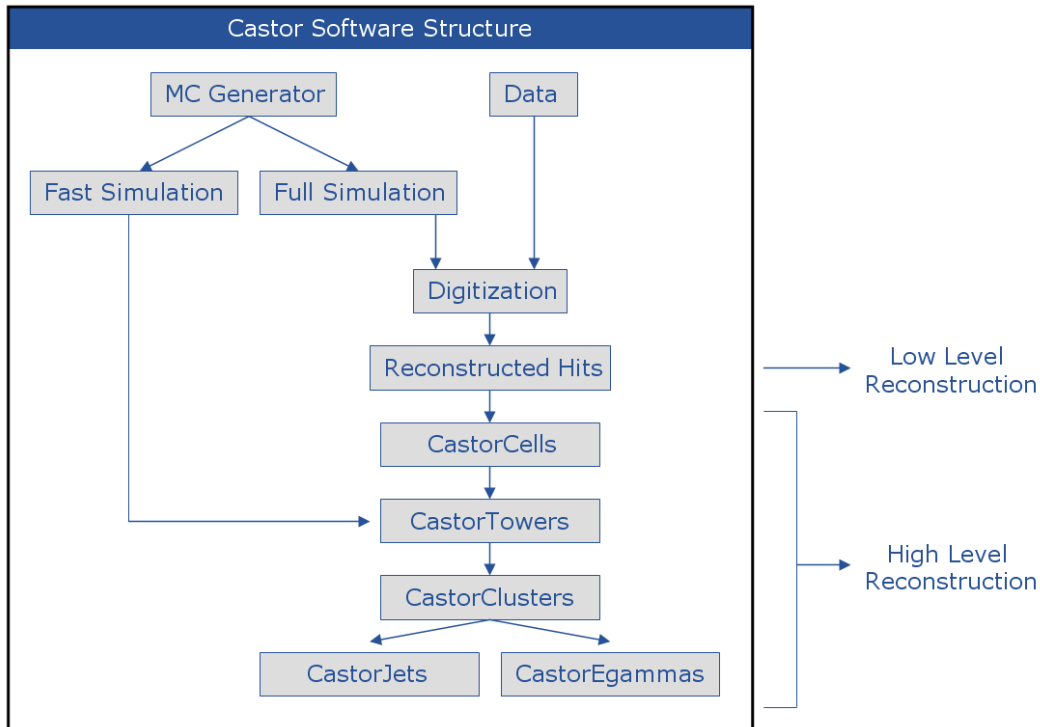 Castor Software Structure
MC Generator
Data
Fast Simulation
Full Simulation
Digitization
Reconstructed Hits
Low Level
Reconstruction
CastorCells
CastorTowers
High Level
Reconstruction
CastorClusters
CastorJets
CastorEgammas